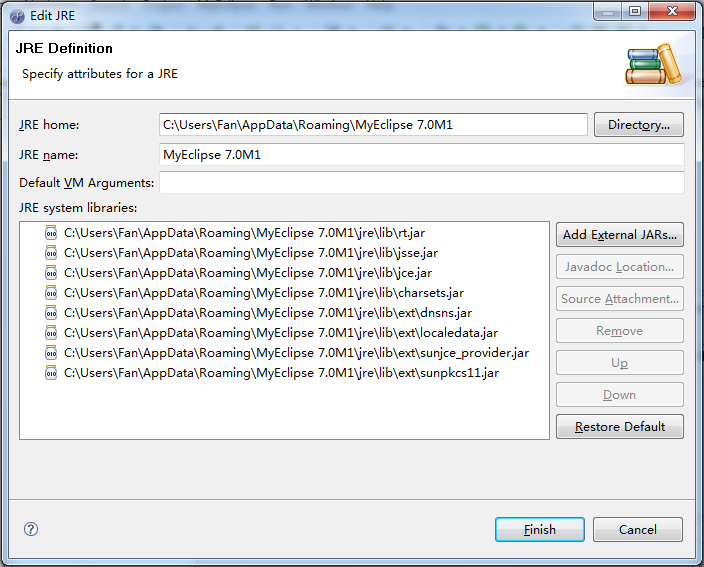 Edit JRE
JRE Definition
Specify attributes for a JRE
JRE home: C:\Users\Fan\AppData\Roaming\MyEclipse 7.0M1 Directory...
JRE name: MyEclipse 7.0M1
Default VM Arguments:
JRE system libraries:
C:\Users\Fan\AppData\Roaming\MyEclipse 7.0M1\jre\lib\rt.jar
C:\Users\Fan\AppData\Roaming\MyEclipse 7.0M1\jre\lib\jsse.jar
C:\Users\Fan\AppData\Roaming\MyEclipse 7.0M1\jre\lib\jce.jar
C:\Users\Fan\AppData\Roaming\MyEclipse 7.0M1\jre\lib\charsets.jar
C:\Users\Fan\AppData\Roaming\MyEclipse 7.0M1\jre\lib\ext\dnsns.jar
C:\Users\Fan\AppData\Roaming\MyEclipse 7.0M1\jre\lib\ext\localedata.jar
C:\Users\Fan\AppData\Roaming\MyEclipse 7.0M1\jre\lib\ext\sunjce_provider.jar
C:\Users\Fan\AppData\Roaming\MyEclipse 7.0M1\jre\lib\ext\sunpkcs11.jar
Add External JARs...
Javadoc Location...
Source Attachment...
Remove
Up
Down
Restore Default
? Finish Cancel